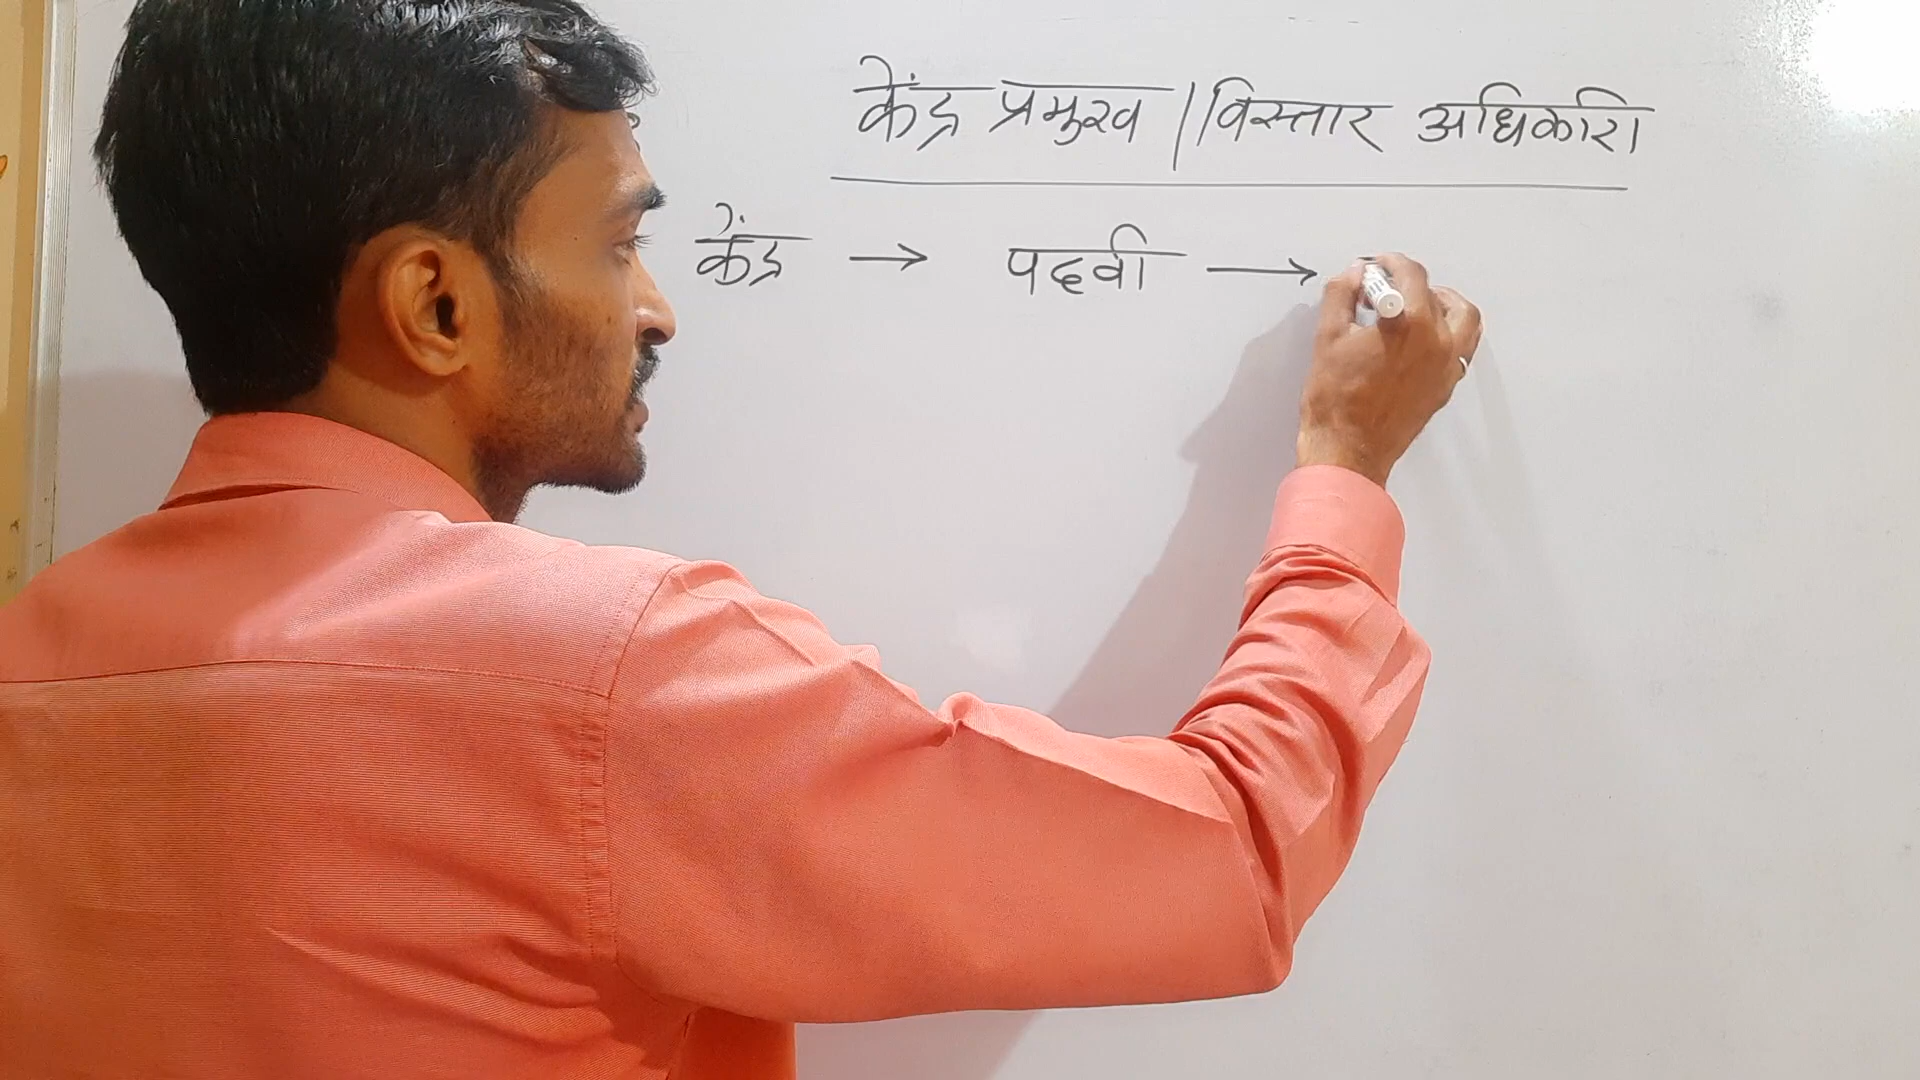 केंद्र प्रमुख / विस्तार अधिकारी
केंद्र → पदवी →